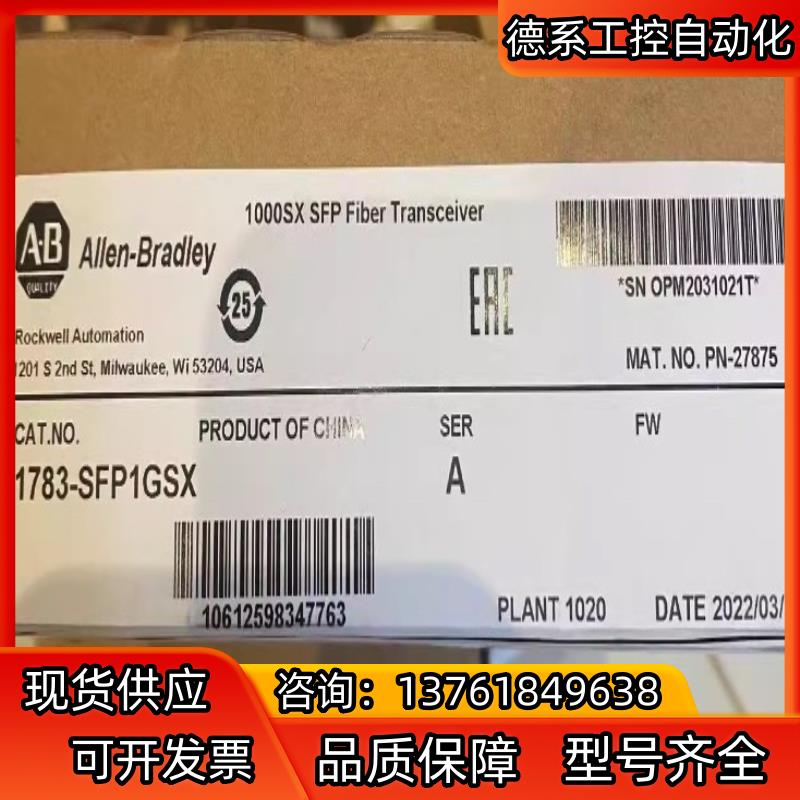 德系工控自动化
1000SX SFP Fiber Transceiver
A-B
QUALITY
Allen-Bradley
25
EAC
*SN OPM2031021T*
Rockwell Automation
1201 S 2nd St, Milwaukee, Wi 53204, USA
MAT. NO. PN-27875
CAT.NO.
PRODUCT OF CHINA
SER
FW
1783-SFP1GSX
A
10612598347763
PLANT 1020
DATE 2022/03/
现货供应
咨询：13761849638
可开发票
品质保障
型号齐全